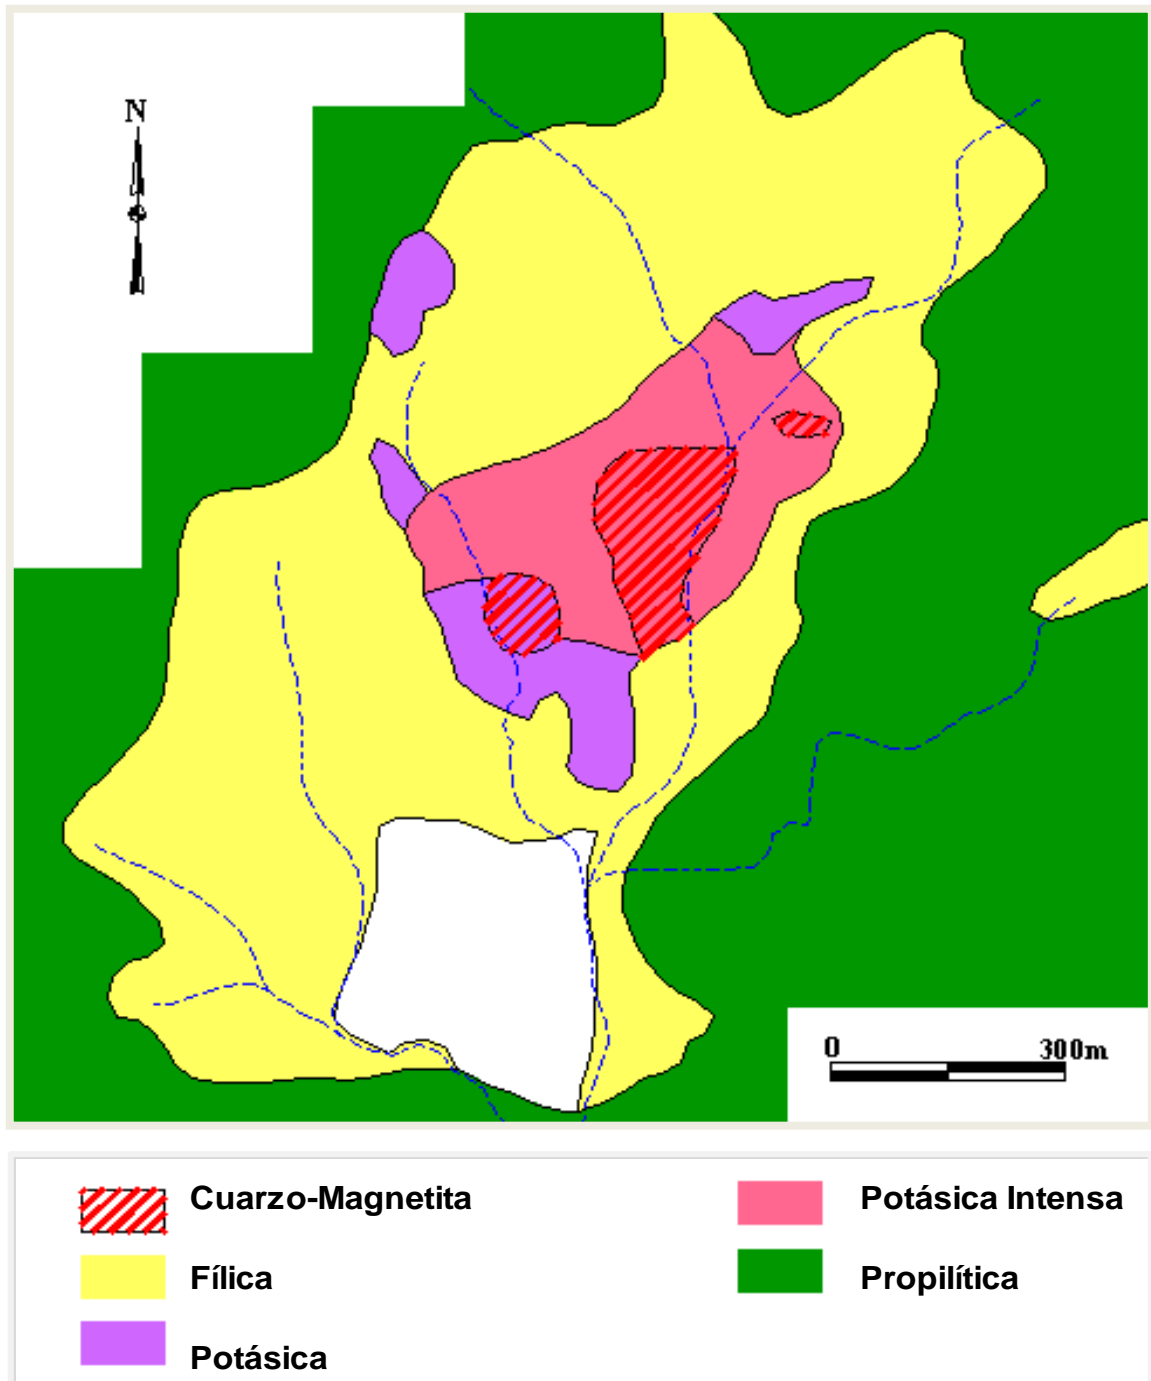 N
0 300m
Cuarzo-Magnetita
Potásica Intensa
Fílica
Propilítica
Potásica